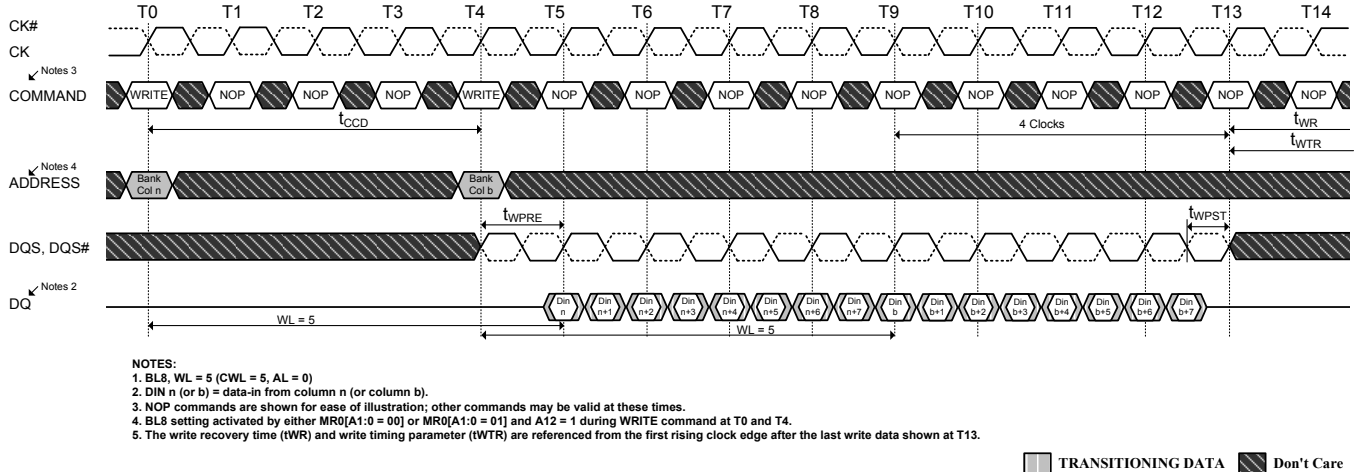 T0 T1 T2 T3 T4 T5 T6 T7 T8 T9 T10 T11 T12 T13 T14
CK#
CK
Notes 3
COMMAND WRITE NOP NOP NOP WRITE NOP NOP NOP NOP NOP NOP NOP NOP NOP NOP
tCCD 4 Clocks tWR
tWTR
Notes 4
ADDRESS Bank Col n Bank Col b
tWPRE tWPST
DQS, DQS#
Notes 2
DQ Din n Din n+1 Din n+2 Din n+3 Din n+4 Din n+5 Din n+6 Din n+7 Din b Din b+1 Din b+2 Din b+3 Din b+4 Din b+5 Din b+6 Din b+7
WL = 5 WL = 5
NOTES:
1. BL8, WL = 5 (CWL = 5, AL = 0)
2. DIN n (or b) = data-in from column n (or column b).
3. NOP commands are shown for ease of illustration; other commands may be valid at these times.
4. BL8 setting activated by either MR0[A1:0 = 00] or MR0[A1:0 = 01] and A12 = 1 during WRITE command at T0 and T4.
5. The write recovery time (tWR) and write timing parameter (tWTR) are referenced from the first rising clock edge after the last write data shown at T13.
TRANSITIONING DATA Don't Care